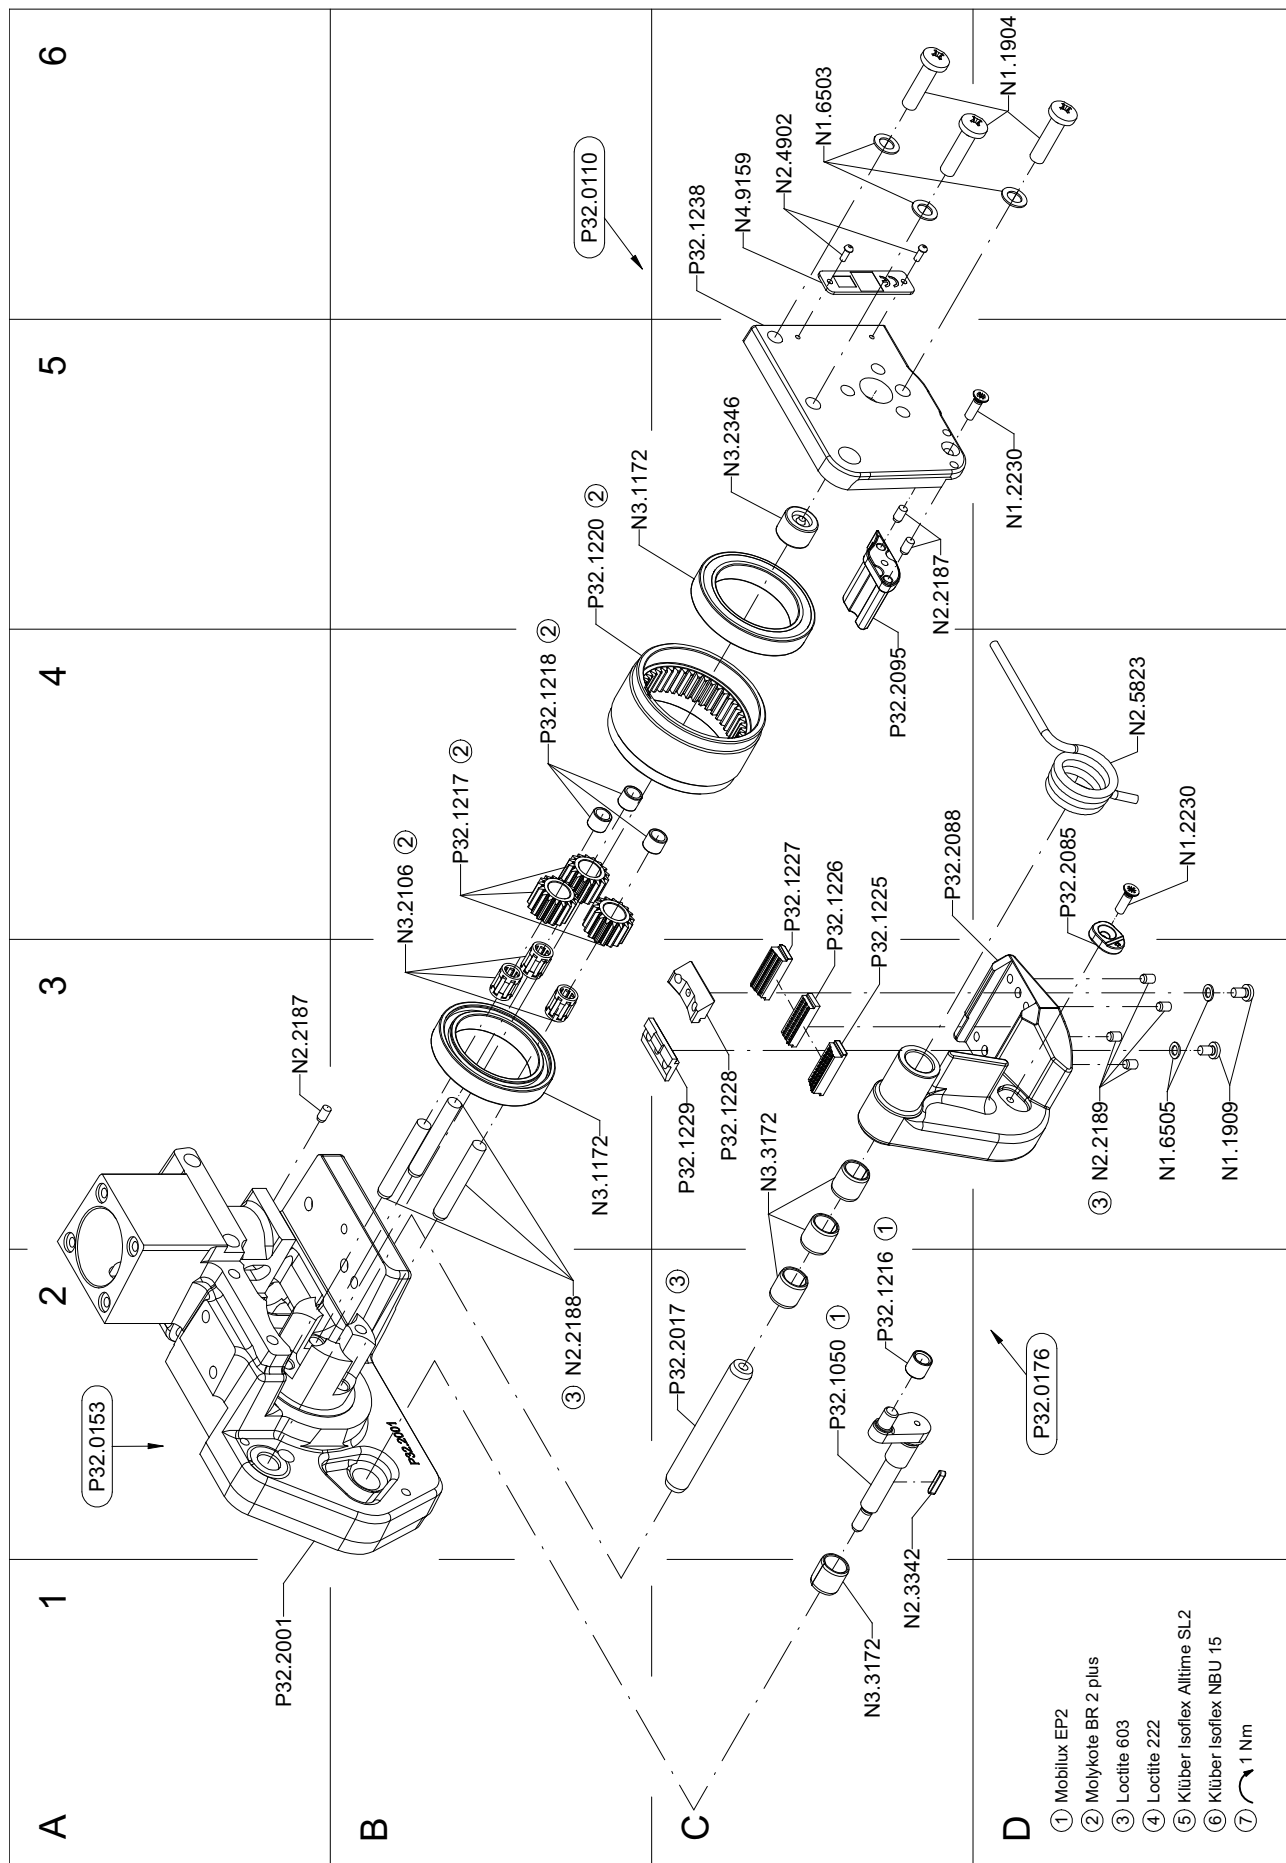 1
2
3
4
5
6
A
B
C
D
P32.0153
P32.2001
P32.2001
N2.2187
③ N2.2188
N3.1172
N3.2106 ②
P32.1217 ②
P32.1218 ②
P32.1220 ②
N3.1172
N3.2346
P32.0110
P32.1238
N4.9159
N2.4902
N1.6503
N1.1904
N1.2230
N2.2187
P32.2095
P32.1229
P32.1228
P32.1227
P32.1226
P32.1225
N3.3172
P32.2017 ③
P32.1050 ①
P32.1216 ①
N3.3172
N2.3342
P32.0176
P32.2088
P32.2085
N2.5823
N1.2230
③ N2.2189
N1.6505
N1.1909
① Mobilux EP2
② Molykote BR 2 plus
③ Loctite 603
④ Loctite 222
⑤ Klüber Isoflex Alltime SL2
⑥ Klüber Isoflex NBU 15
⑦ 1 Nm